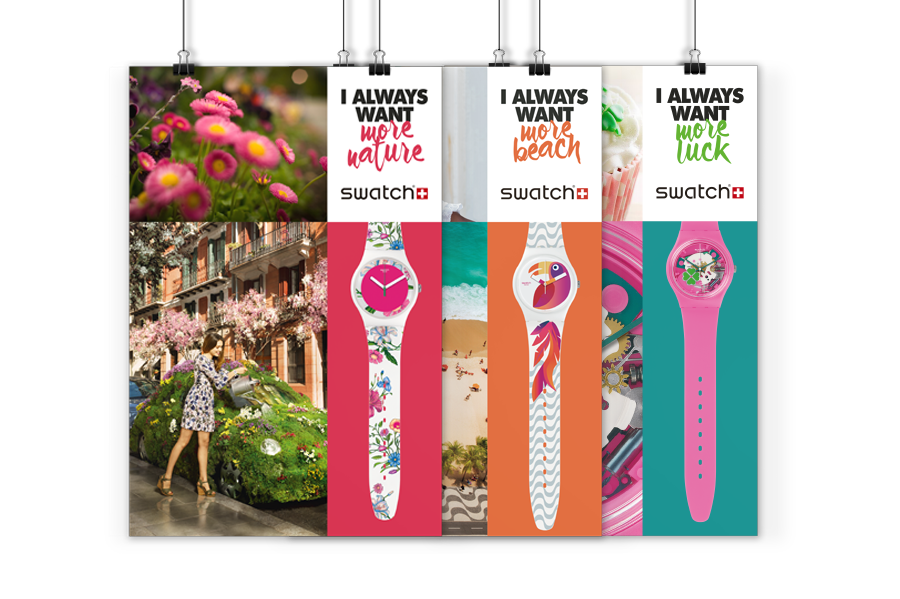 I ALWAYS
WANT
more
nature
swatch
I ALWAYS
WANT
more
beach
swatch
I ALWAYS
WANT
more
luck
swatch